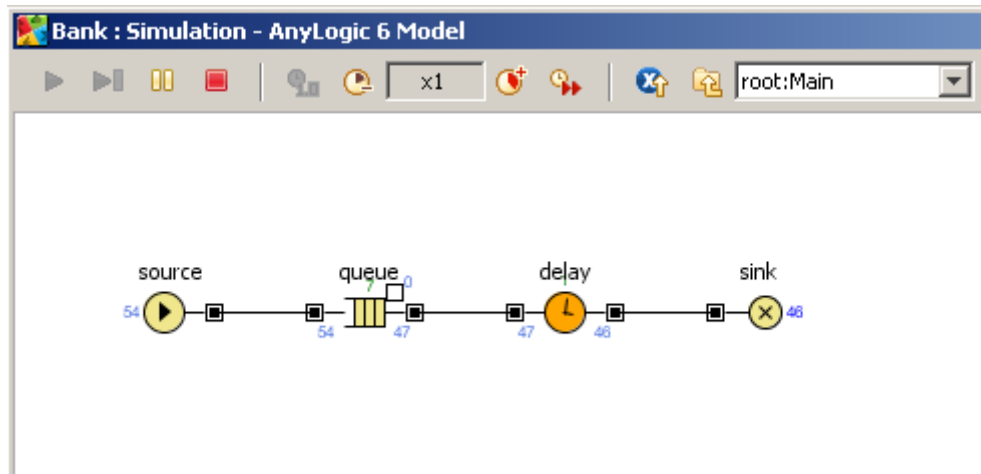 Bank : Simulation - AnyLogic 6 Model
x1 root:Main
source queue delay sink
7 0 1
54 54 47 47 46 46